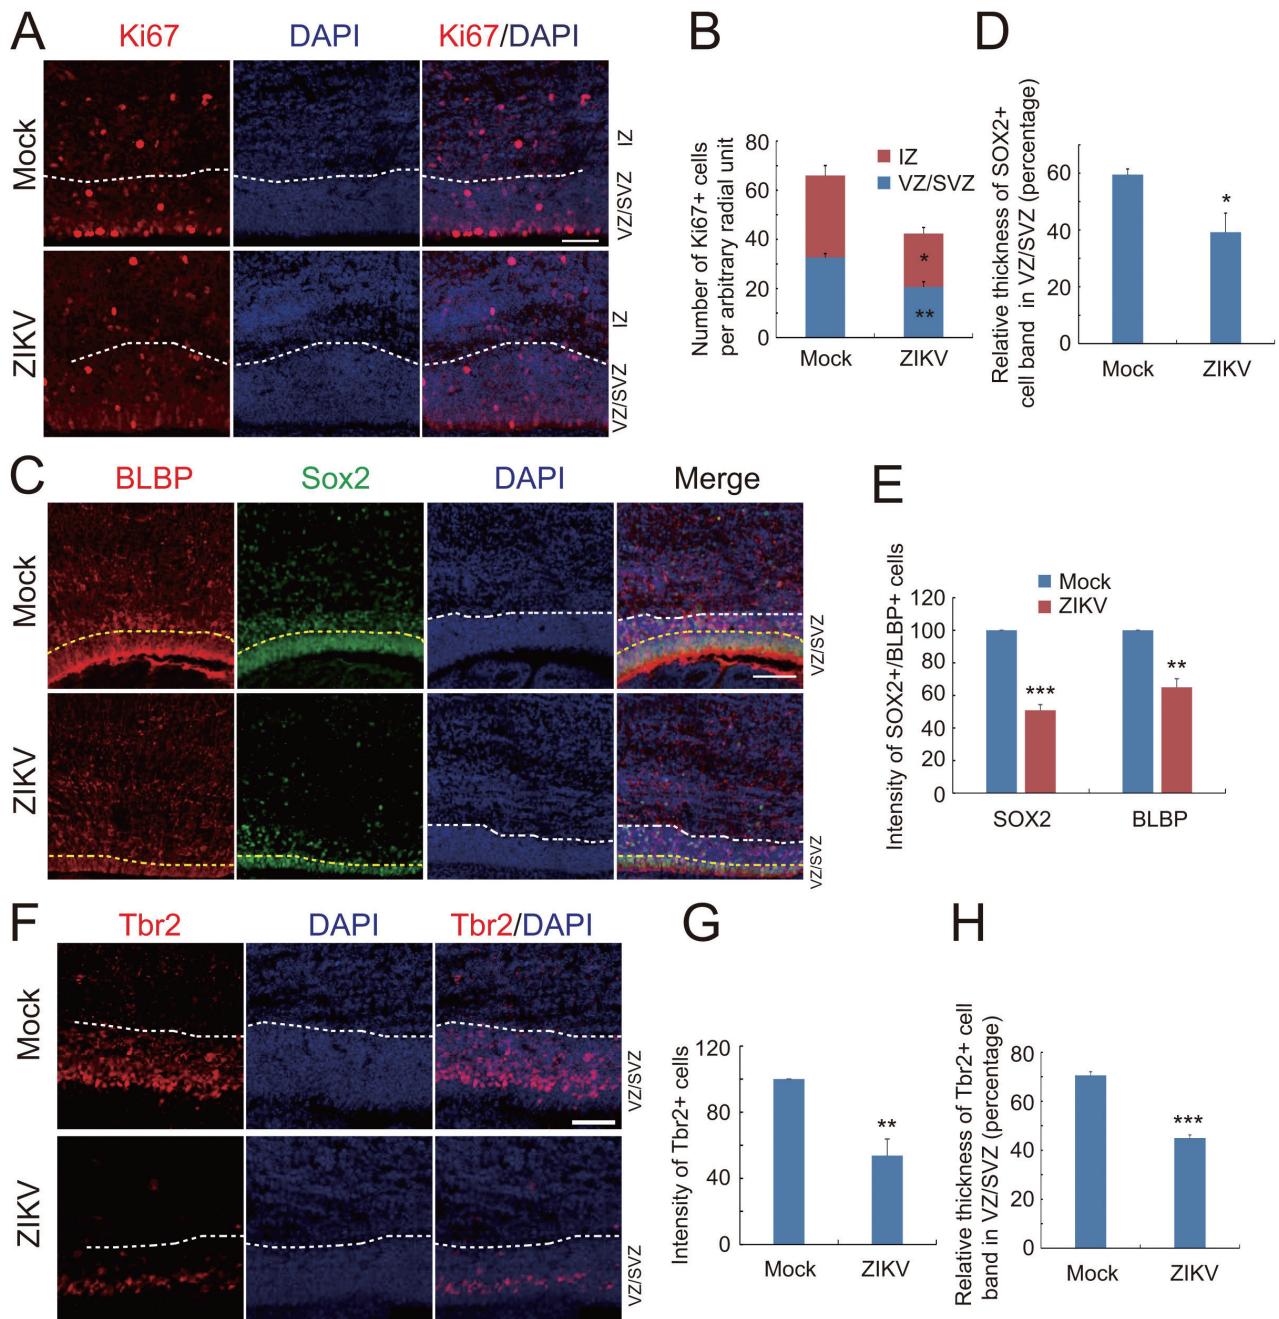 A
Ki67
DAPI
Ki67/DAPI
Mock
IZ
VZ/SVZ
ZIKV
IZ
VZ/SVZ
B
Number of Ki67+ cells
per arbitrary radial unit
80
60
40
20
0
IZ
VZ/SVZ
*
**
Mock
ZIKV
D
Relative thickness of SOX2+
cell band in VZ/SVZ (percentage)
60
40
20
0
*
Mock
ZIKV
C
BLBP
Sox2
DAPI
Merge
Mock
VZ/SVZ
ZIKV
VZ/SVZ
E
Intensity of SOX2+/BLBP+ cells
Mock
ZIKV
120
100
80
60
40
20
0
***
**
SOX2
BLBP
F
Tbr2
DAPI
Tbr2/DAPI
Mock
VZ/SVZ
ZIKV
VZ/SVZ
G
Intensity of Tbr2+ cells
120
80
40
0
**
Mock
ZIKV
H
Relative thickness of Tbr2+ cell
band in VZ/SVZ (percentage)
80
60
40
20
0
***
Mock
ZIKV